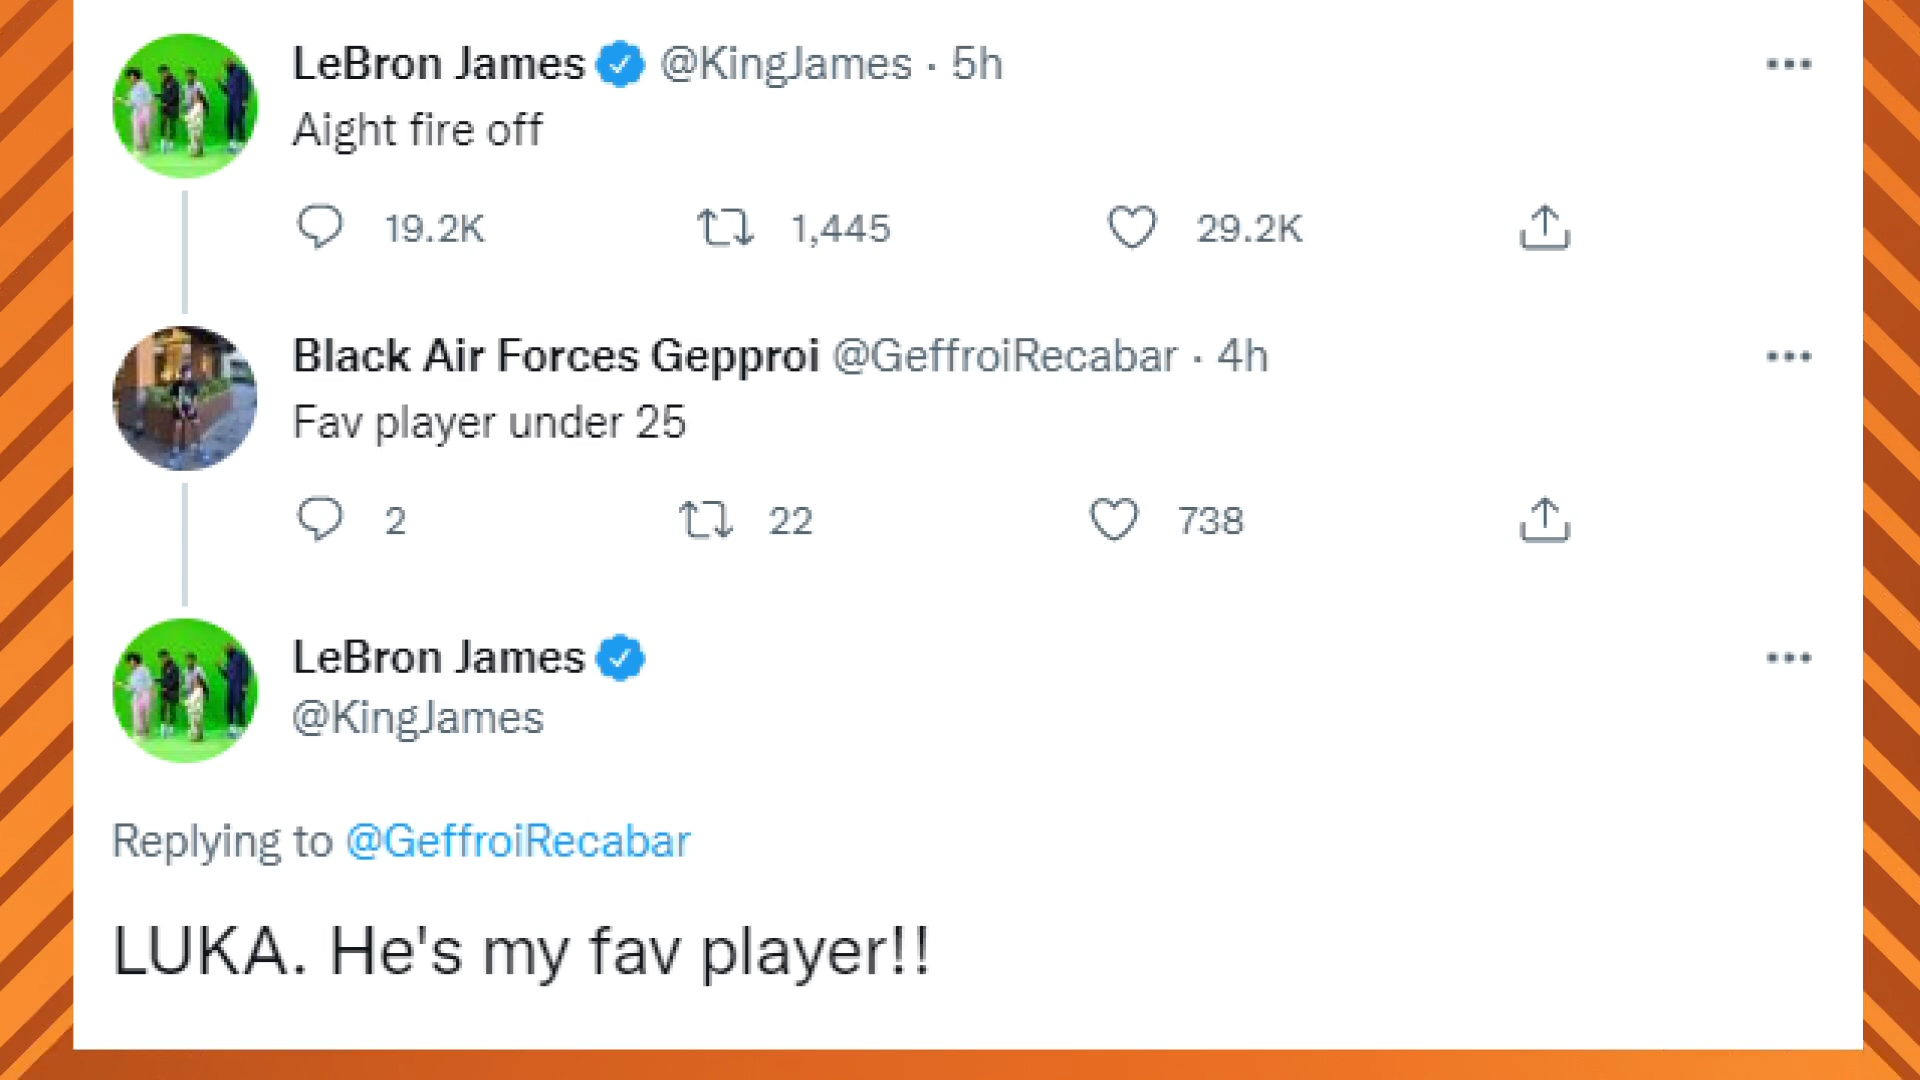 LeBron James @KingJames · 5h
Aight fire off
19.2K 1,445 29.2K
Black Air Forces Gepproi @GeffroiRecabar · 4h
Fav player under 25
2 22 738
LeBron James
@KingJames
Replying to @GeffroiRecabar
LUKA. He's my fav player!!